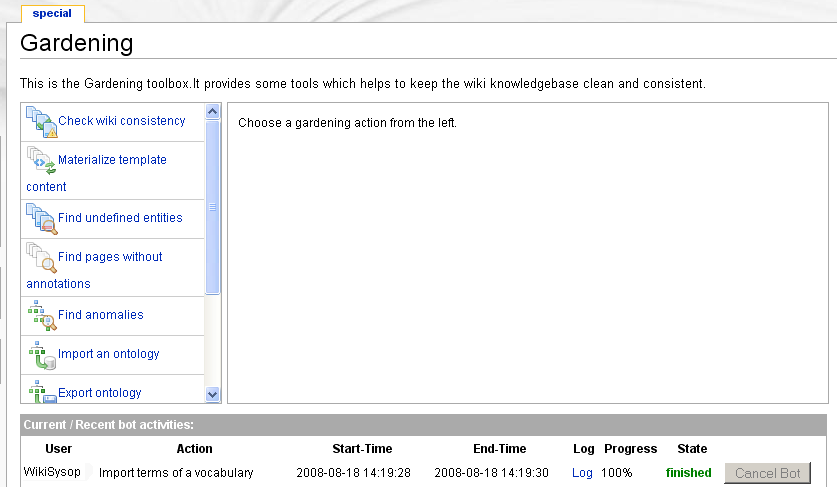 special
Gardening
This is the Gardening toolbox.It provides some tools which helps to keep the wiki knowledgebase clean and consistent.
Check wiki consistency
Materialize template
content
Find undefined entities
Find pages without
annotations
Find anomalies
Import an ontology
Export ontology
Choose a gardening action from the left.
Current / Recent bot activities:
User Action Start-Time End-Time Log Progress State
WikiSysop Import terms of a vocabulary 2008-08-18 14:19:28 2008-08-18 14:19:30 Log 100% finished Cancel Bot